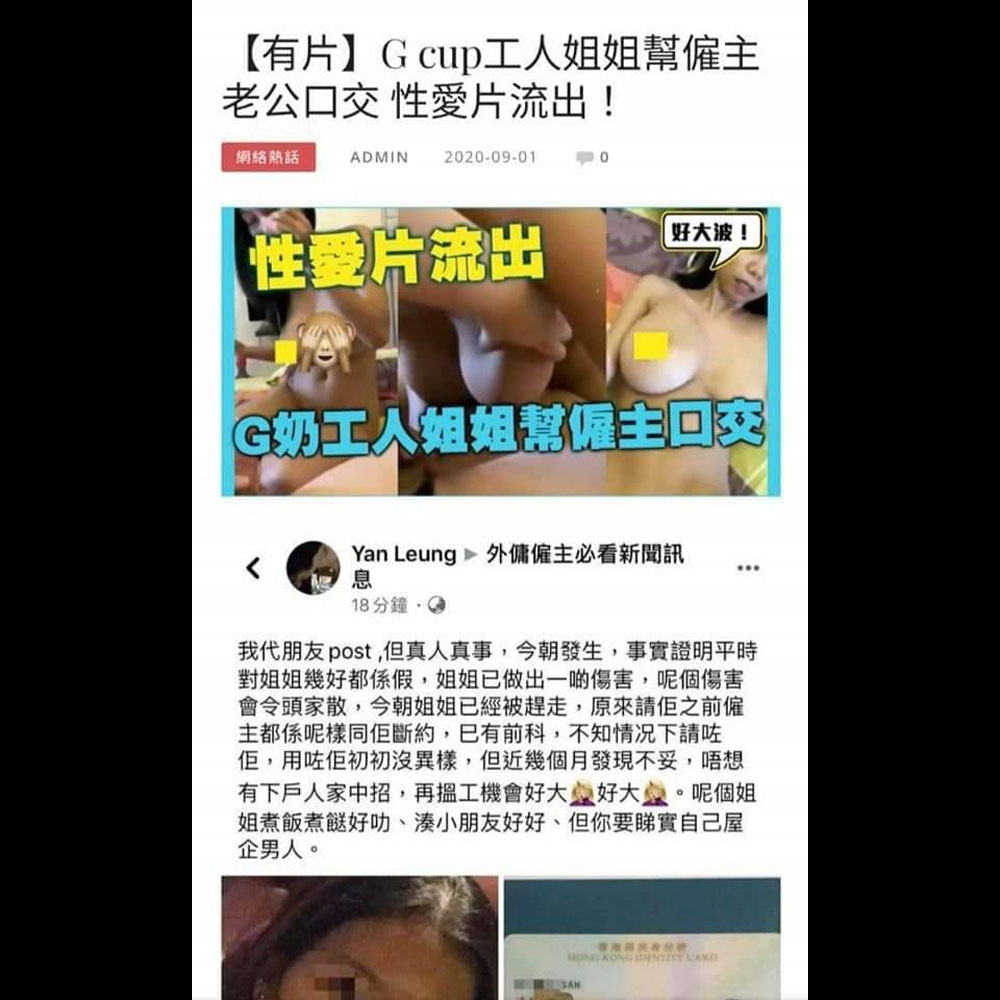 【有片】G cup工人姐姐幫僱主
老公口交 性愛片流出！
網絡熱話 ADMIN 2020-09-01 0
好大波！
性愛片流出
G奶工人姐姐幫僱主口交
Yan Leung ▶ 外傭僱主必看新聞訊
息
18分鐘 ·
我代朋友post ,但真人真事，今朝發生，事實證明平時
對姐姐幾好都係假，姐姐已做出一啲傷害，呢個傷害
會令頭家散，今朝姐姐已經被趕走，原來請佢之前僱
主都係呢樣同佢斷約，巳有前科，不知情況下請咗
佢，用咗佢初初沒異樣，但近幾個月發現不妥，唔想
有下戶人家中招，再搵工機會好大🤦🏼‍♀️好大🤦🏼‍♀️。呢個姐
姐煮飯煮餸好叻、湊小朋友好好、但你要睇實自己屋
企男人。
香港居民身份證
HONG KONG IDENTITY CARD
SAN